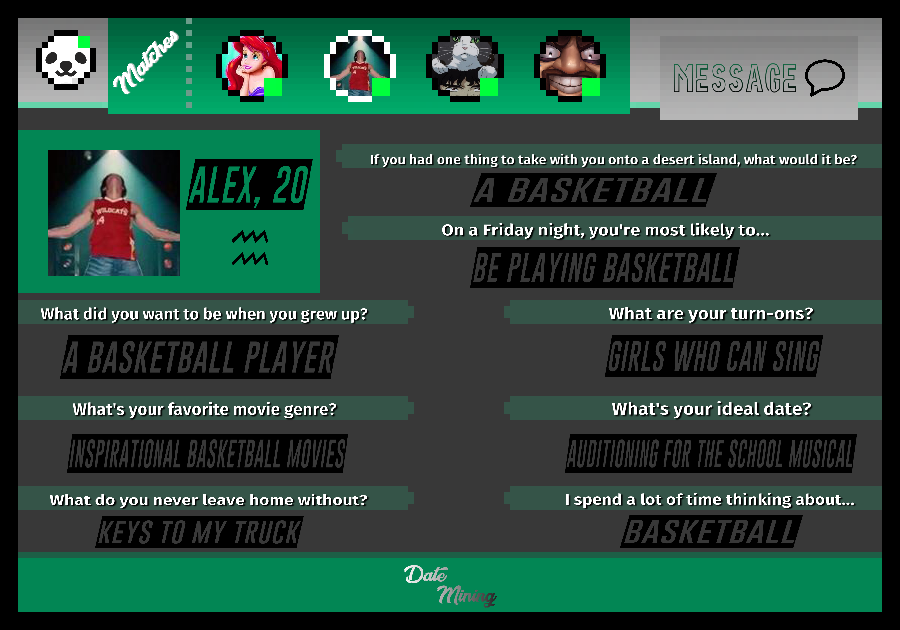 Matches
MESSAGE
ALEX, 20
WILDCATS
14
If you had one thing to take with you onto a desert island, what would it be?
A BASKETBALL
On a Friday night, you're most likely to...
BE PLAYING BASKETBALL
What did you want to be when you grew up?
A BASKETBALL PLAYER
What are your turn-ons?
GIRLS WHO CAN SING
What's your favorite movie genre?
INSPIRATIONAL BASKETBALL MOVIES
What's your ideal date?
AUDITIONING FOR THE SCHOOL MUSICAL
What do you never leave home without?
KEYS TO MY TRUCK
I spend a lot of time thinking about...
BASKETBALL
Date
Mining